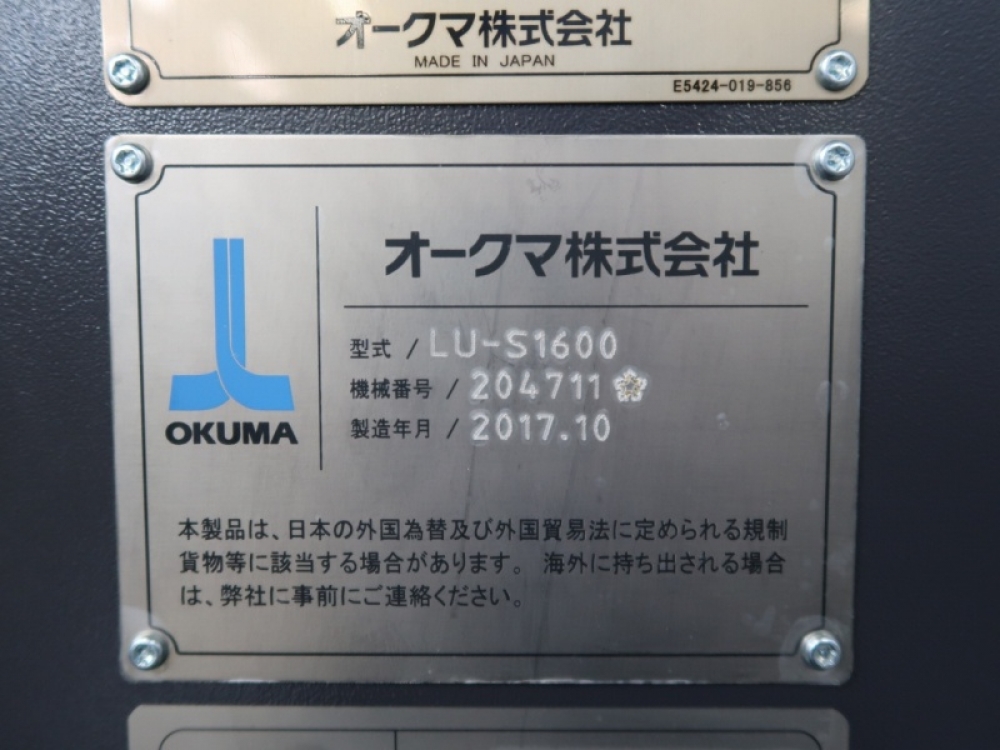 オークマ株式会社
MADE IN JAPAN
E5424-019-856
オークマ株式会社
型式 / LU-S1600
機械番号 / 204711
製造年月 / 2017.10
OKUMA
本製品は、日本の外国為替及び外国貿易法に定められる規制
貨物等に該当する場合があります。 海外に持ち出される場合
は、弊社に事前にご連絡ください。